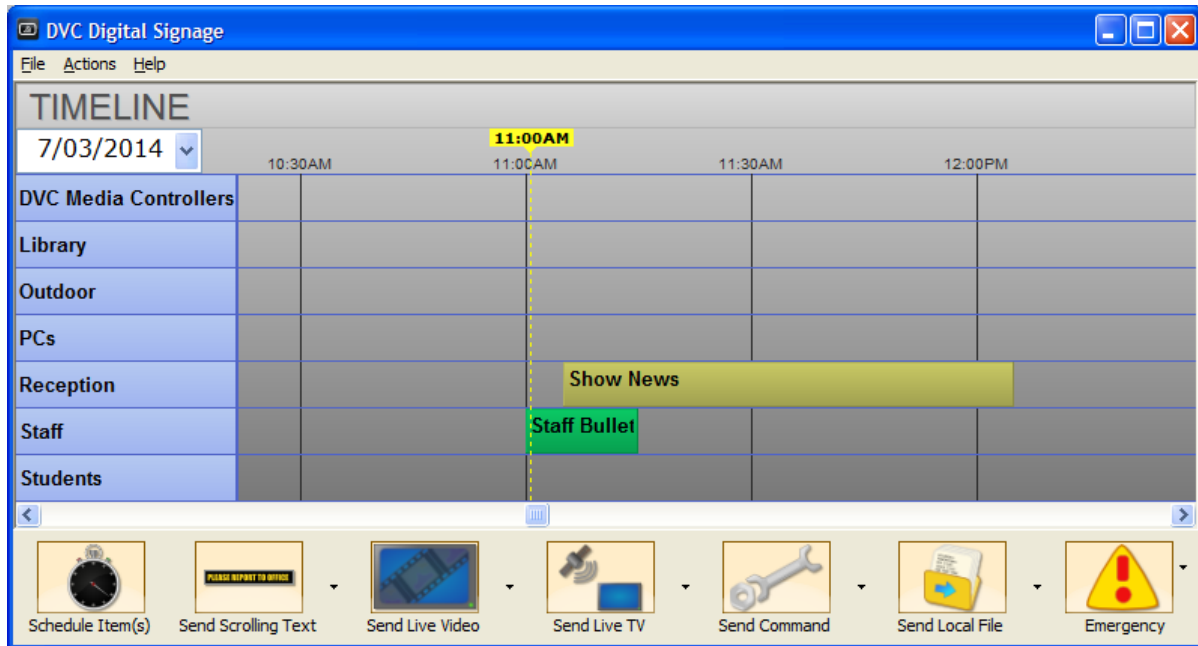 DVC Digital Signage
File Actions Help
TIMELINE
7/03/2014
11:00AM
10:30AM 11:00AM 11:30AM 12:00PM
DVC Media Controllers
Library
Outdoor
PCs
Reception Show News
Staff Staff Bullet
Students
PLEASE REPORT TO OFFICE
Schedule Item(s) Send Scrolling Text Send Live Video Send Live TV Send Command Send Local File Emergency